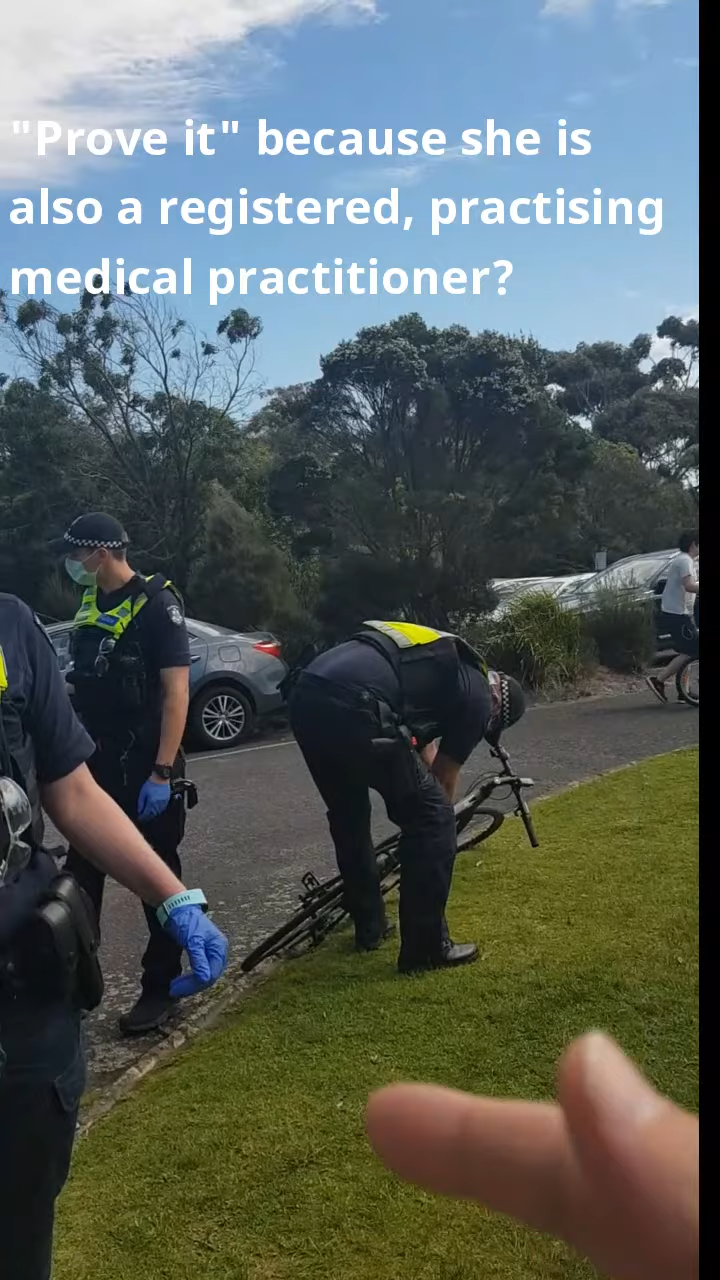 "Prove it" because she is
also a registered, practising
medical practitioner?